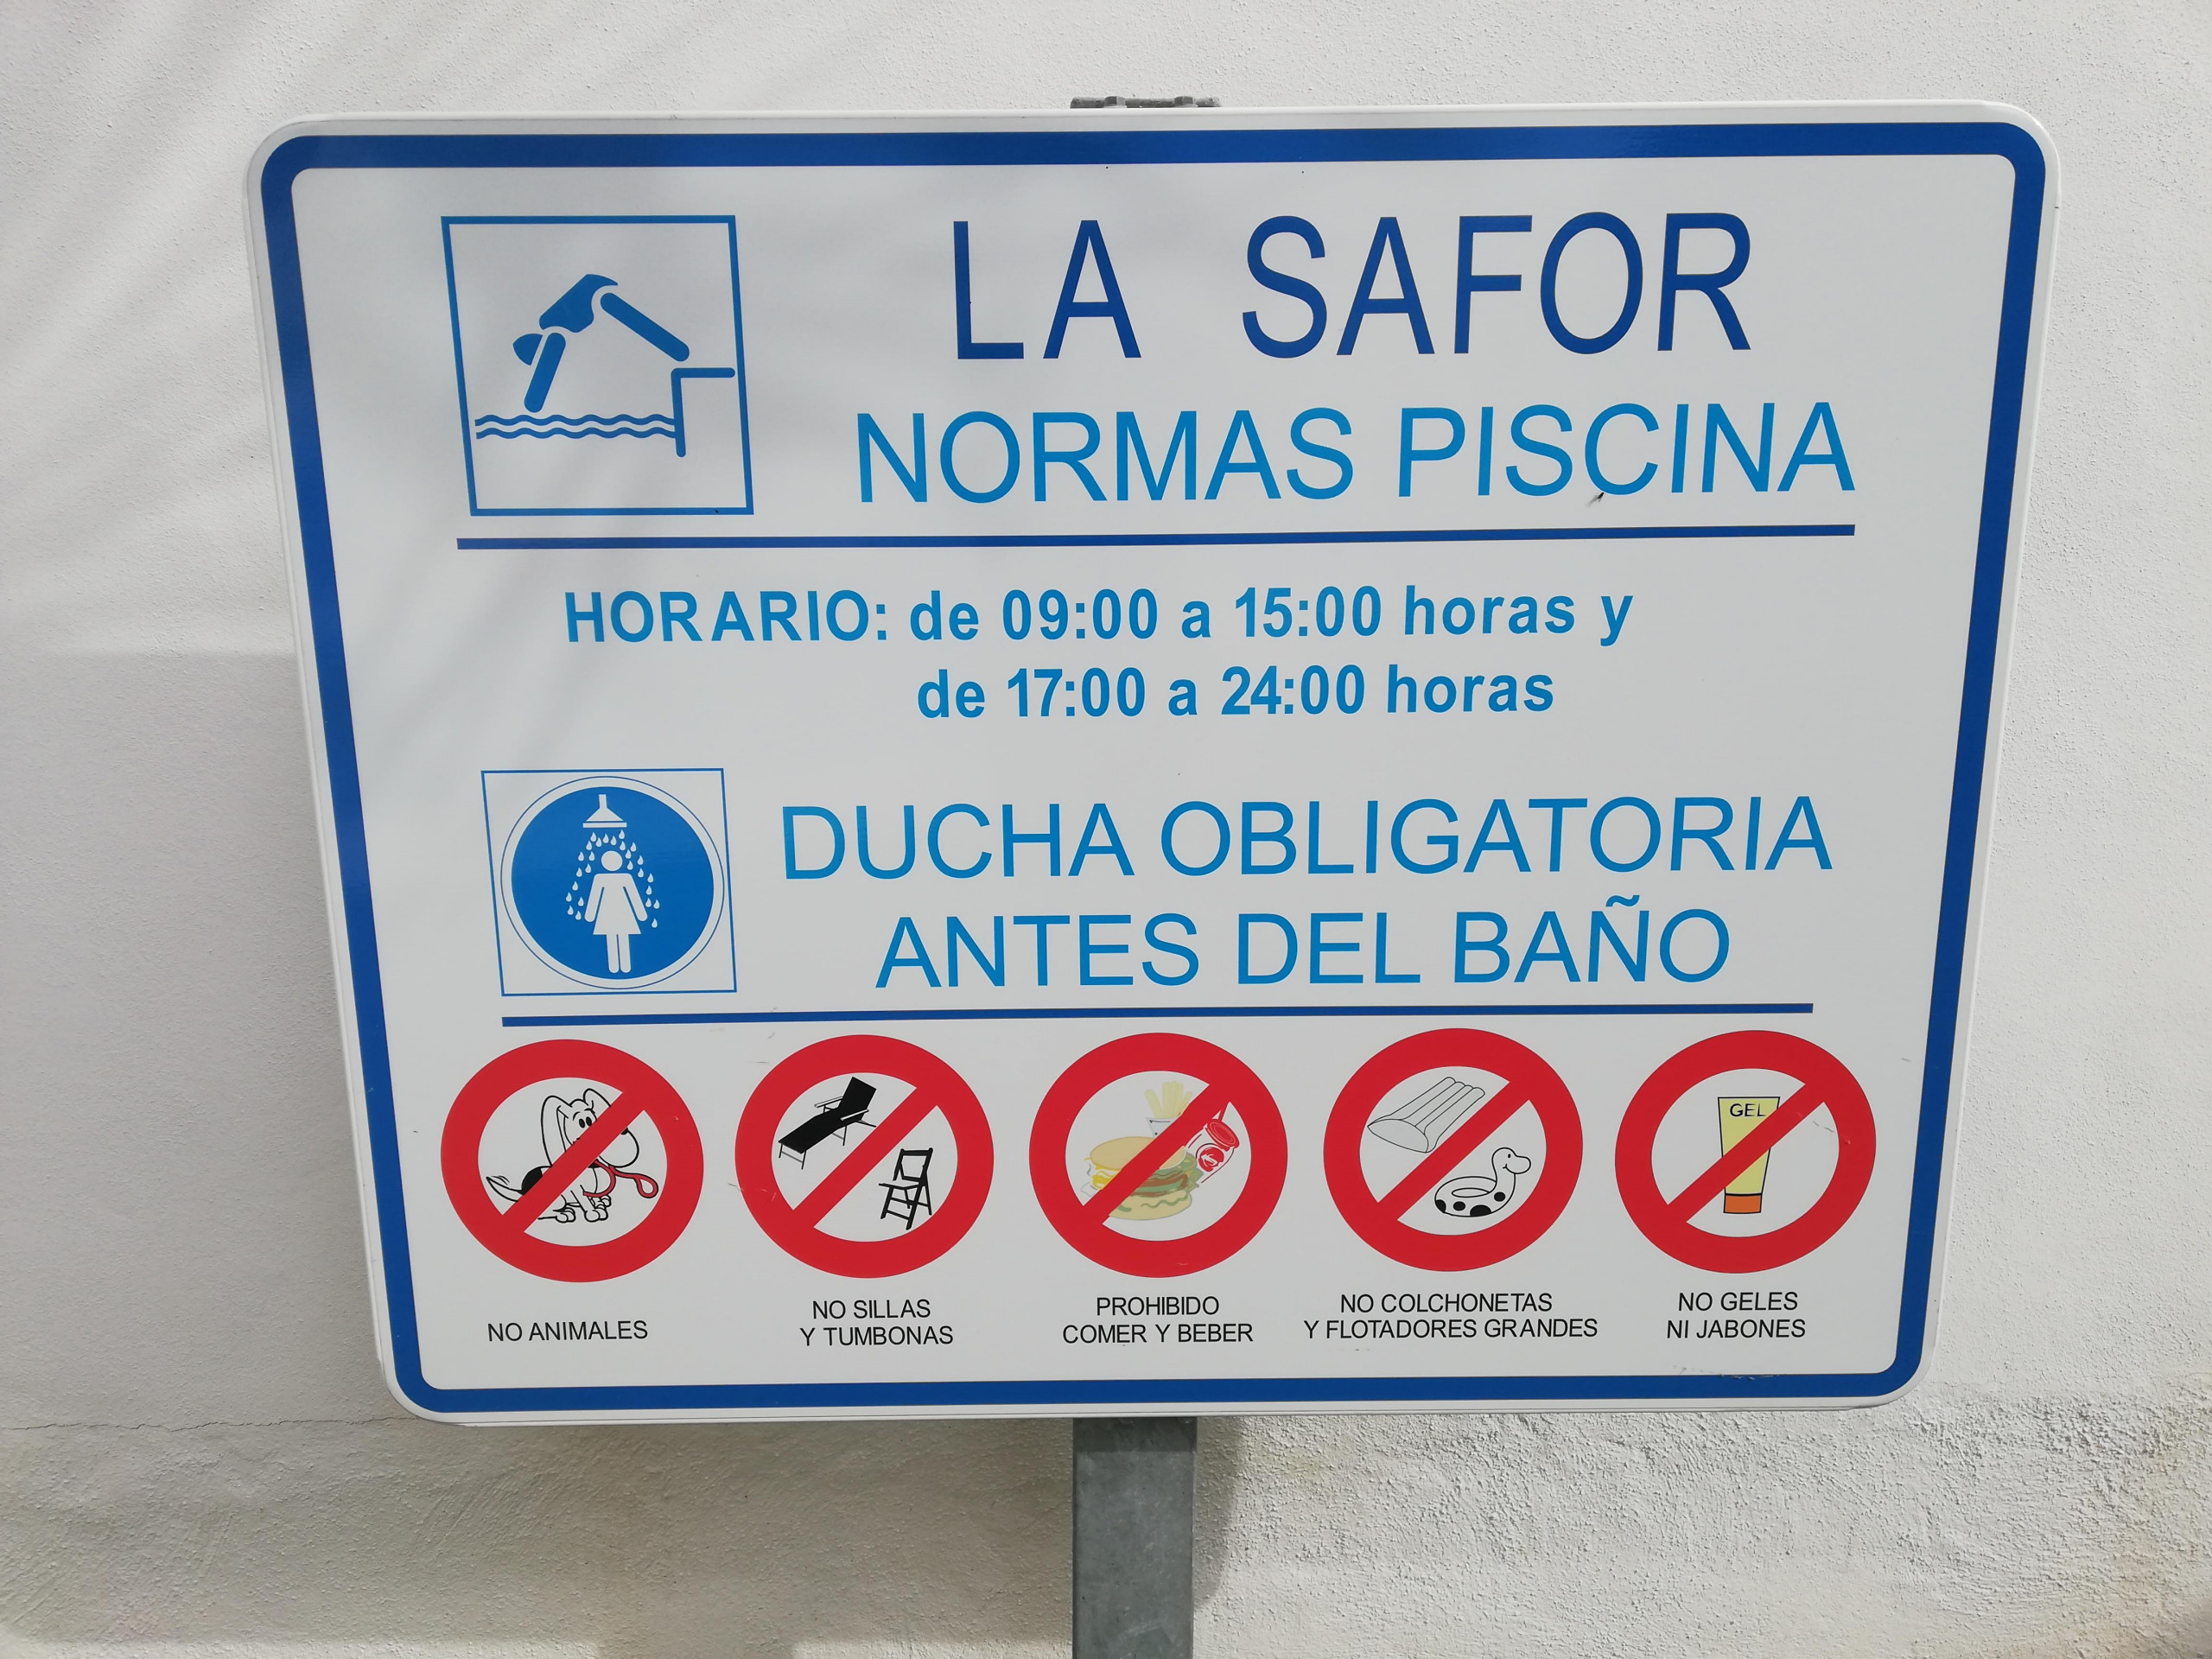 LA SAFOR
NORMAS PISCINA
HORARIO: de 09:00 a 15:00 horas y
de 17:00 a 24:00 horas
DUCHA OBLIGATORIA
ANTES DEL BAÑO
GEL
NO ANIMALES
NO SILLAS
Y TUMBONAS
PROHIBIDO
COMER Y BEBER
NO COLCHONETAS
Y FLOTADORES GRANDES
NO GELES
NI JABONES